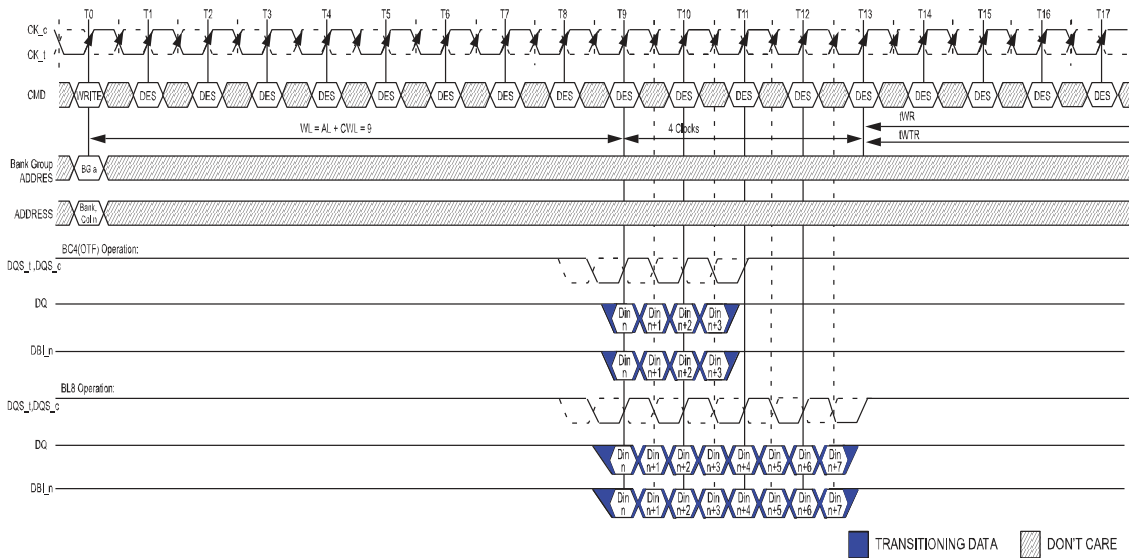 T0 T1 T2 T3 T4 T5 T6 T7 T8 T9 T10 T11 T12 T13 T14 T15 T16 T17
CK_c
CK_t
CMD WRITE DES DES DES DES DES DES DES DES DES DES DES DES DES DES DES DES DES
WL = AL + CWL = 9 4 Clocks tWR
tWTR
Bank Group
ADDRES BG a
ADDRESS Bank,
Col n
BC4(OTF) Operation:
DQS_t ,DQS_c
DQ Din Din Din Din
n n+1 n+2 n+3
DBI_n Din Din Din Din
n n+1 n+2 n+3
BL8 Operation:
DQS_t,DQS_c
DQ Din Din Din Din Din Din Din Din
n n+1 n+2 n+3 n+4 n+5 n+6 n+7
DBI_n Din Din Din Din Din Din Din Din
n n+1 n+2 n+3 n+4 n+5 n+6 n+7
TRANSITIONING DATA DON'T CARE